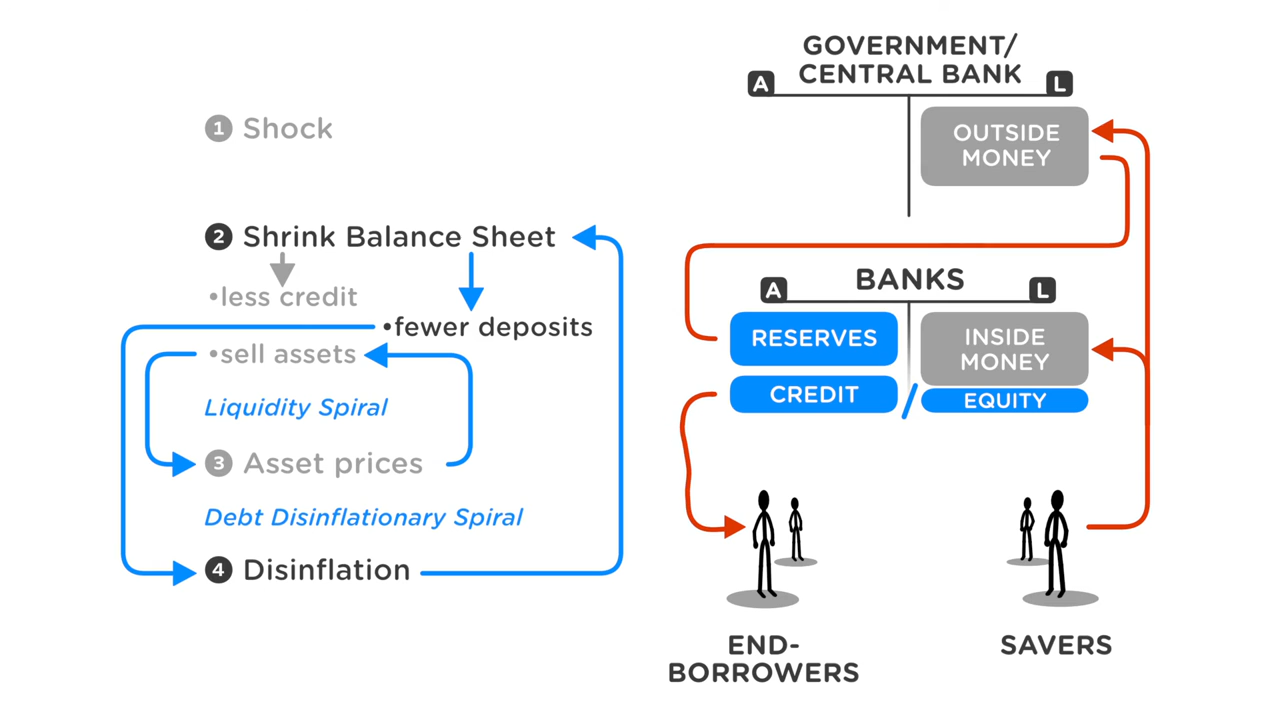 1 Shock
2 Shrink Balance Sheet
•less credit
•fewer deposits
•sell assets
Liquidity Spiral
3 Asset prices
Debt Disinflationary Spiral
4 Disinflation
GOVERNMENT/
CENTRAL BANK
A
L
OUTSIDE
MONEY
BANKS
A
L
RESERVES
CREDIT
INSIDE
MONEY
EQUITY
END-
BORROWERS
SAVERS